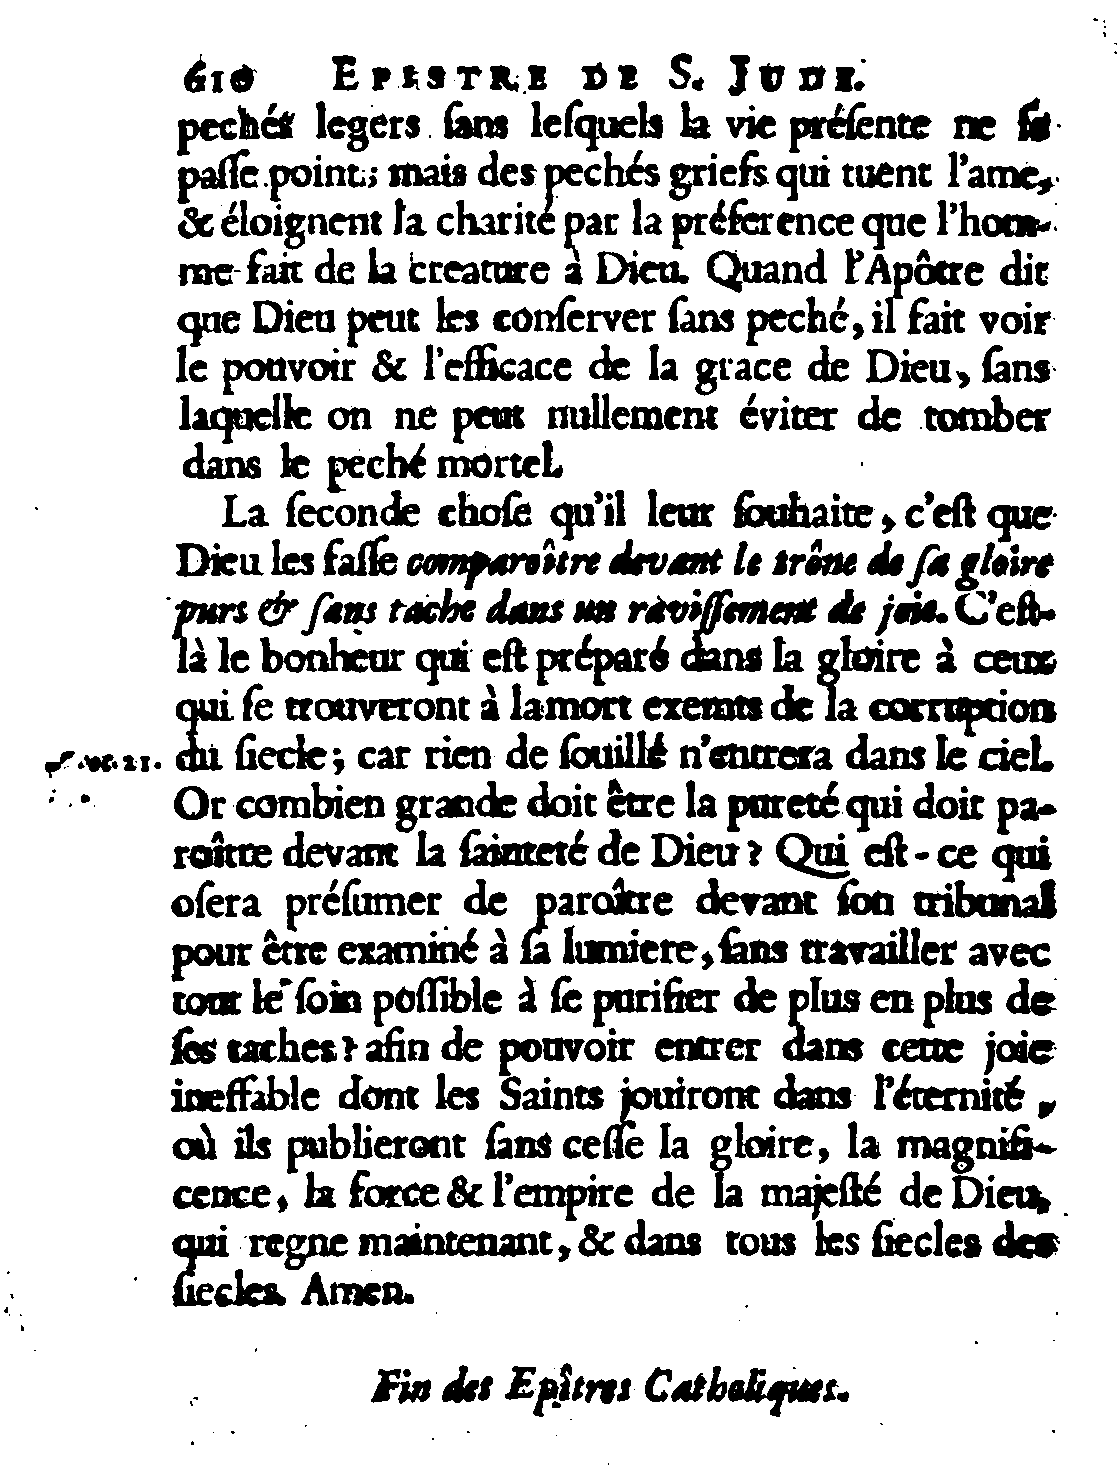 610 EPISTRE DE S. JUDE.
pechés legers sans lesquels la vie présente ne se
passe point; mais des pechés griefs qui tuent l'ame,
& éloignent la charité par la préference que l'hom-
me fait de la creature à Dieu. Quand l'Apôtre dit
que Dieu peut les conserver sans peché, il fait voir
le pouvoir & l'efficace de la grace de Dieu, sans
laquelle on ne peut nullement éviter de tomber
dans le peché mortel.
La seconde chose qu'il leur souhaite, c'est que
Dieu les fasse comparoître devant le trône de sa gloire
purs & sans tache dans un ravissement de joie. C'est-
là le bonheur qui est préparé dans la gloire à ceux
qui se trouveront à la mort exemts de la corruption
du siecle; car rien de souillé n'entrera dans le ciel.
21.
Or combien grande doit être la pureté qui doit pa-
roître devant la sainteté de Dieu? Qui est-ce qui
osera présumer de paroître devant son tribunal
pour être examiné à sa lumiere, sans travailler avec
tout le soin possible à se purifier de plus en plus de
ses taches? afin de pouvoir entrer dans cette joie
ineffable dont les Saints jouiront dans l'éternité,
où ils publieront sans cesse la gloire, la magnifi-
cence, la force & l'empire de la majesté de Dieu,
qui regne maintenant, & dans tous les siecles des
siecles. Amen.
Fin des Epîtres Catholiques.